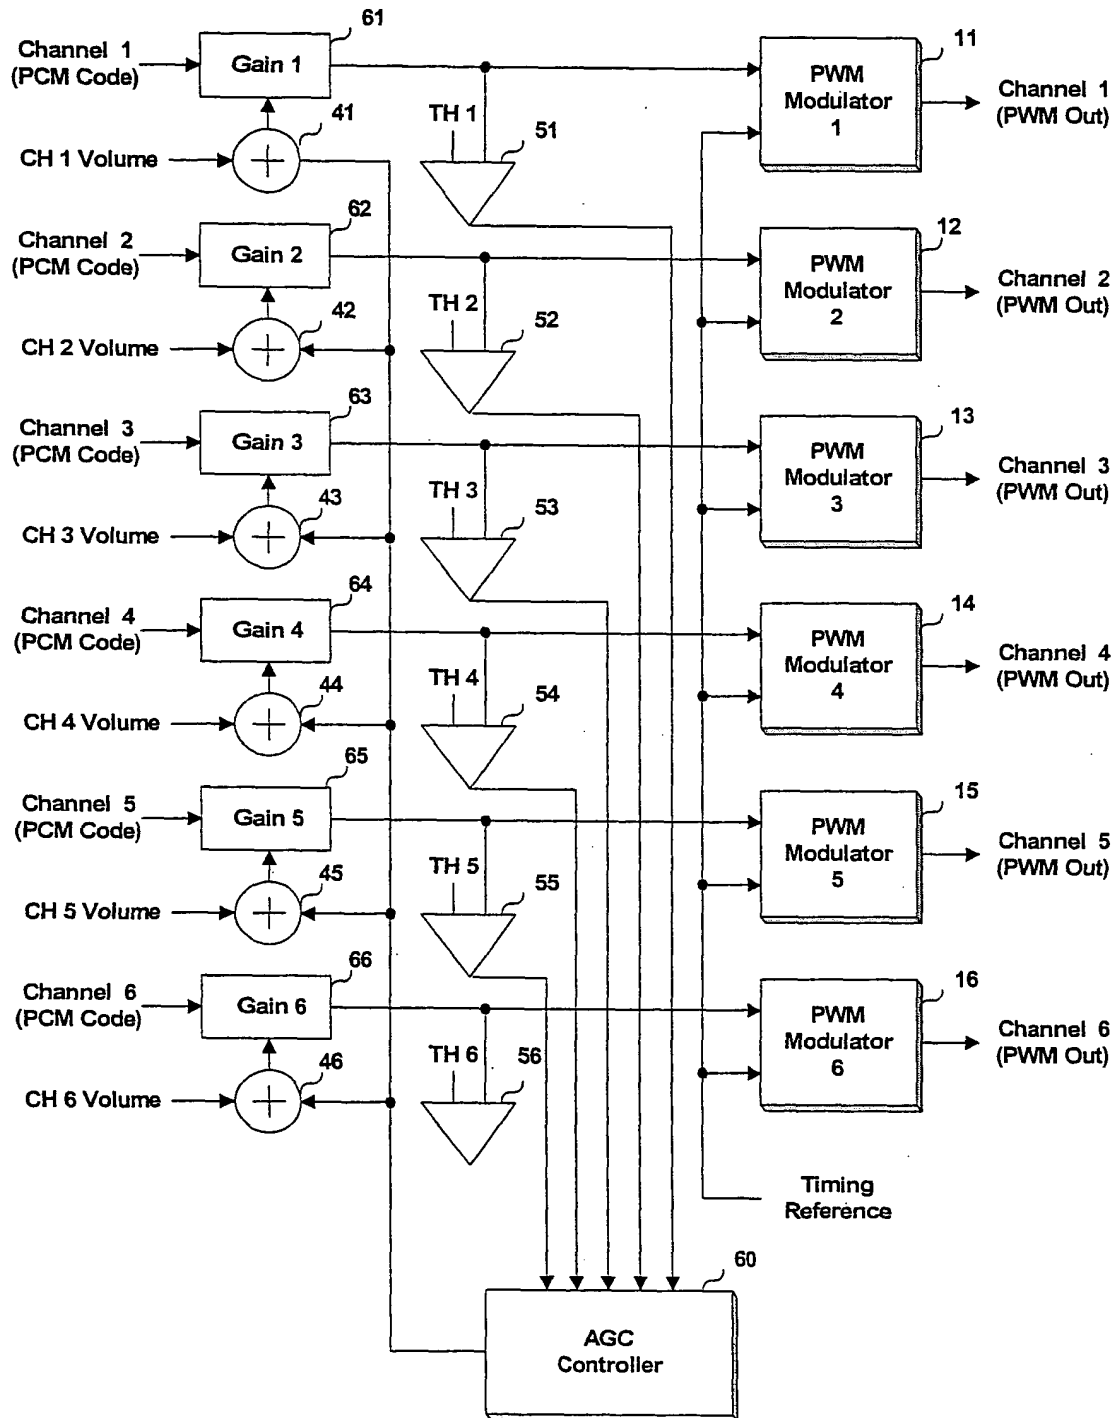 61
Channel 1
(PCM Code)
Gain 1
41
CH 1 Volume
TH 1
51
11
PWM
Modulator
1
Channel 1
(PWM Out)
62
Channel 2
(PCM Code)
Gain 2
42
CH 2 Volume
TH 2
52
12
PWM
Modulator
2
Channel 2
(PWM Out)
63
Channel 3
(PCM Code)
Gain 3
43
CH 3 Volume
TH 3
53
13
PWM
Modulator
3
Channel 3
(PWM Out)
64
Channel 4
(PCM Code)
Gain 4
44
CH 4 Volume
TH 4
54
14
PWM
Modulator
4
Channel 4
(PWM Out)
65
Channel 5
(PCM Code)
Gain 5
45
CH 5 Volume
TH 5
55
15
PWM
Modulator
5
Channel 5
(PWM Out)
66
Channel 6
(PCM Code)
Gain 6
46
CH 6 Volume
TH 6
56
16
PWM
Modulator
6
Channel 6
(PWM Out)
Timing
Reference
60
AGC
Controller